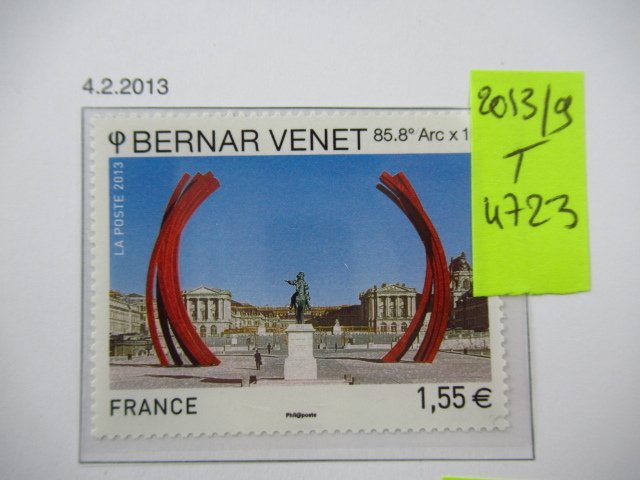 4.2.2013
φ BERNAR VENET 85.8° Arc x 1
LA POSTE 2013
FRANCE
Phil@poste
1,55 €
2013/9
T
4723